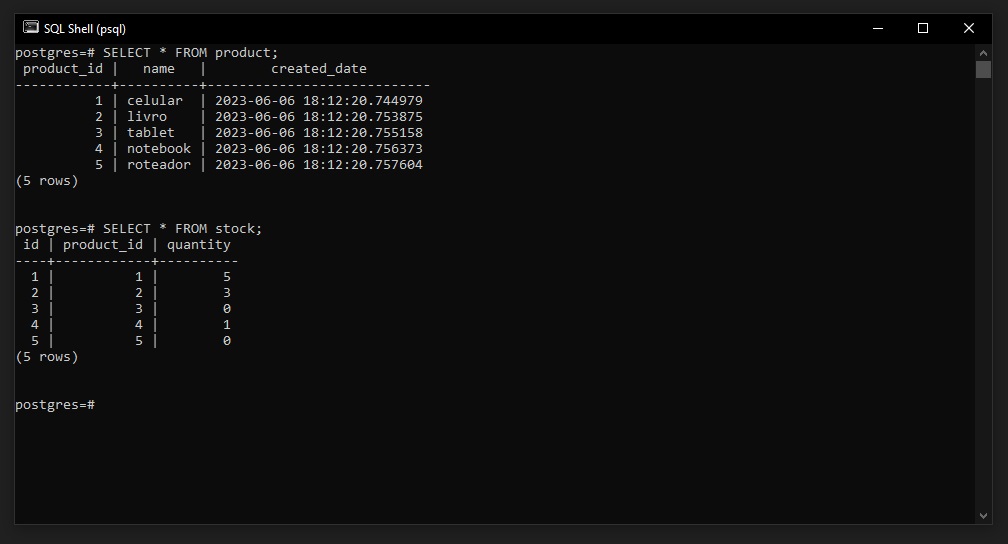 SQL Shell (psql)
postgres=# SELECT * FROM product;
 product_id |   name   |        created_date
------------+----------+----------------------------
          1 | celular  | 2023-06-06 18:12:20.744979
          2 | livro    | 2023-06-06 18:12:20.753875
          3 | tablet   | 2023-06-06 18:12:20.755158
          4 | notebook | 2023-06-06 18:12:20.756373
          5 | roteador | 2023-06-06 18:12:20.757604
(5 rows)
postgres=# SELECT * FROM stock;
 id | product_id | quantity
----+------------+----------
  1 |          1 |        5
  2 |          2 |        3
  3 |          3 |        0
  4 |          4 |        1
  5 |          5 |        0
(5 rows)
postgres=#